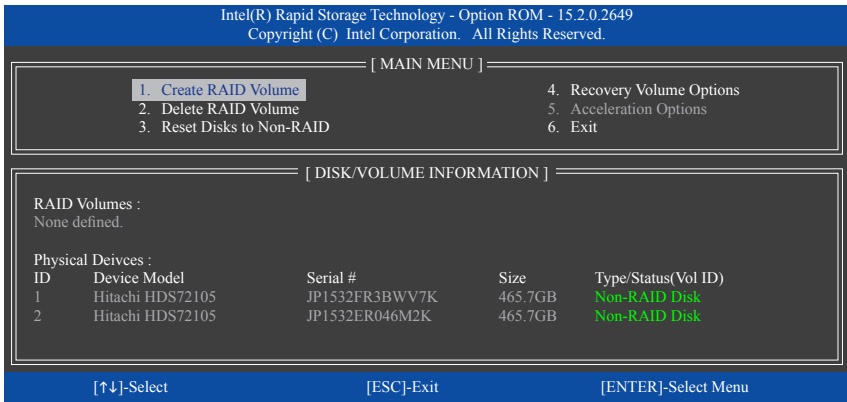 Intel(R) Rapid Storage Technology - Option ROM - 15.2.0.2649
Copyright (C) Intel Corporation. All Rights Reserved.
[ MAIN MENU ]
1. Create RAID Volume 4. Recovery Volume Options
2. Delete RAID Volume 5. Acceleration Options
3. Reset Disks to Non-RAID 6. Exit
[ DISK/VOLUME INFORMATION ]
RAID Volumes :
None defined.
Physical Deivces :
ID Device Model Serial # Size Type/Status(Vol ID)
1 Hitachi HDS72105 JP1532FR3BWV7K 465.7GB Non-RAID Disk
2 Hitachi HDS72105 JP1532ER046M2K 465.7GB Non-RAID Disk
[↑↓]-Select [ESC]-Exit [ENTER]-Select Menu